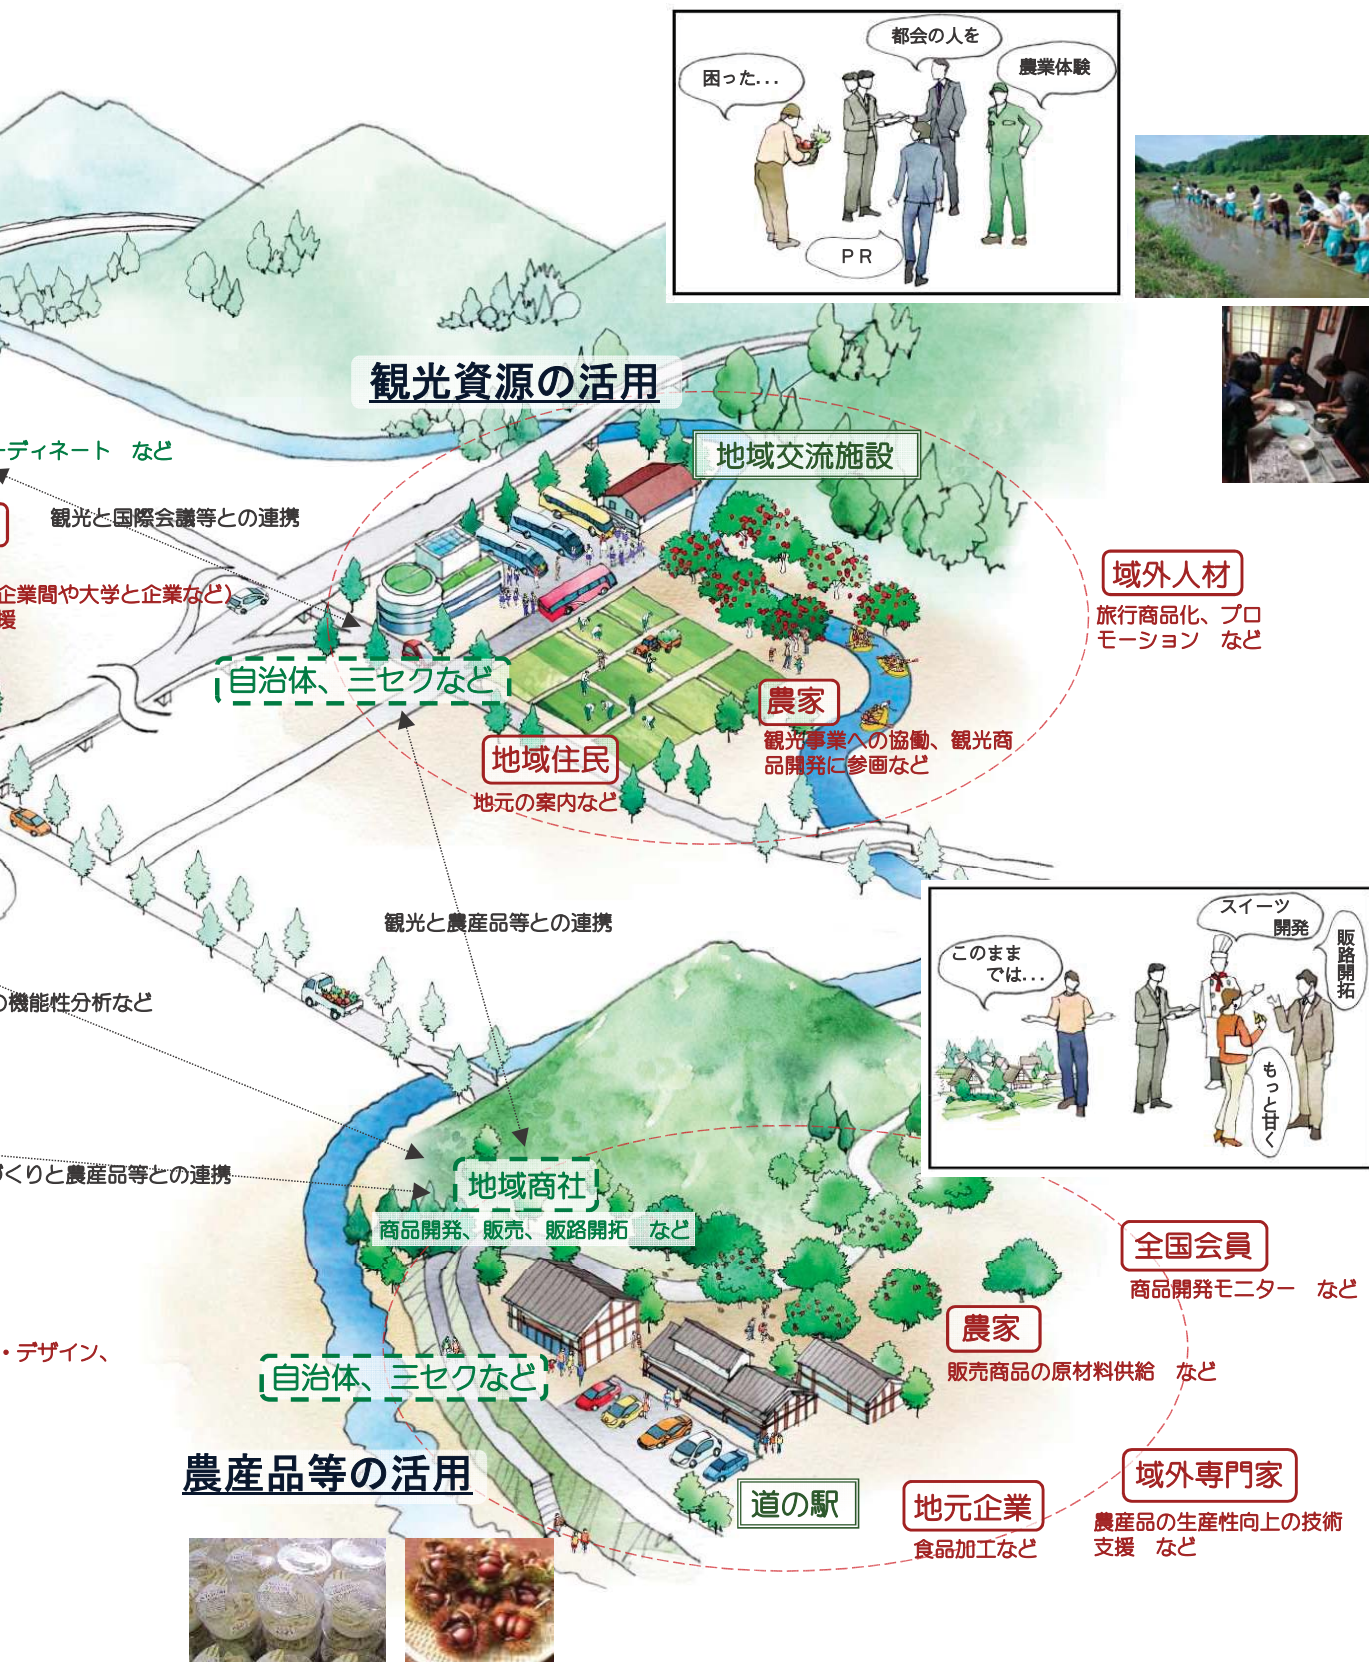 都会の人を
困った...
農業体験
ＰＲ
観光資源の活用
地域交流施設
ーディネート　など
観光と国際会議等との連携
企業間や大学と企業など）
援
域外人材
旅行商品化、プロ
モーション　など
自治体、三セクなど
農家
観光事業への協働、観光商
品開発に参画など
地域住民
地元の案内など
観光と農産品等との連携
スイーツ
開発
販路開拓
このまま
では...
もっと甘く
の機能性分析など
づくりと農産品等との連携
地域商社
商品開発、販売、販路開拓　など
全国会員
商品開発モニター　など
農家
販売商品の原材料供給　など
・デザイン、
自治体、三セクなど
農産品等の活用
道の駅
地元企業
食品加工など
域外専門家
農産品の生産性向上の技術
支援　など